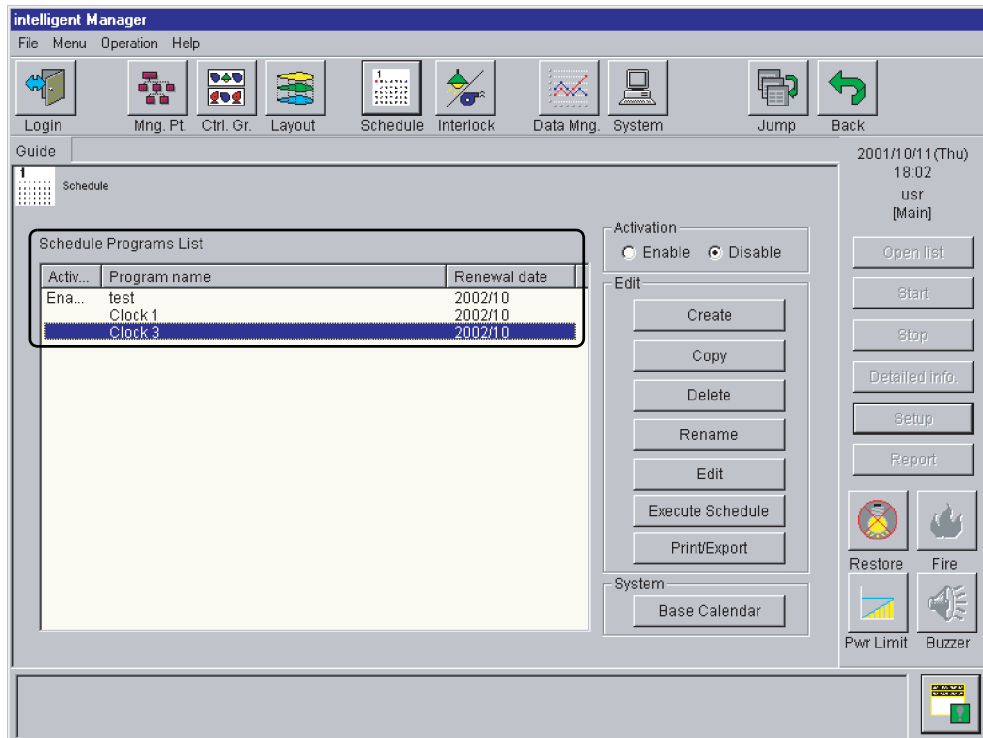 intelligent Manager
File Menu Operation Help
Login Mng. Pt. Ctrl. Gr. Layout Schedule Interlock Data Mng. System Jump Back
Guide
2001/10/11(Thu)
18:02
usr
[Main]
1
Schedule
Schedule Programs List
Activ... Program name Renewal date
Ena... test 2002/10
Clock 1 2002/10
Clock 3 2002/10
Activation
Enable Disable
Edit
Create
Copy
Delete
Rename
Edit
Execute Schedule
Print/Export
System
Base Calendar
Open list
Start
Stop
Detailed info.
Setup
Report
Restore Fire
Pwr Limit Buzzer